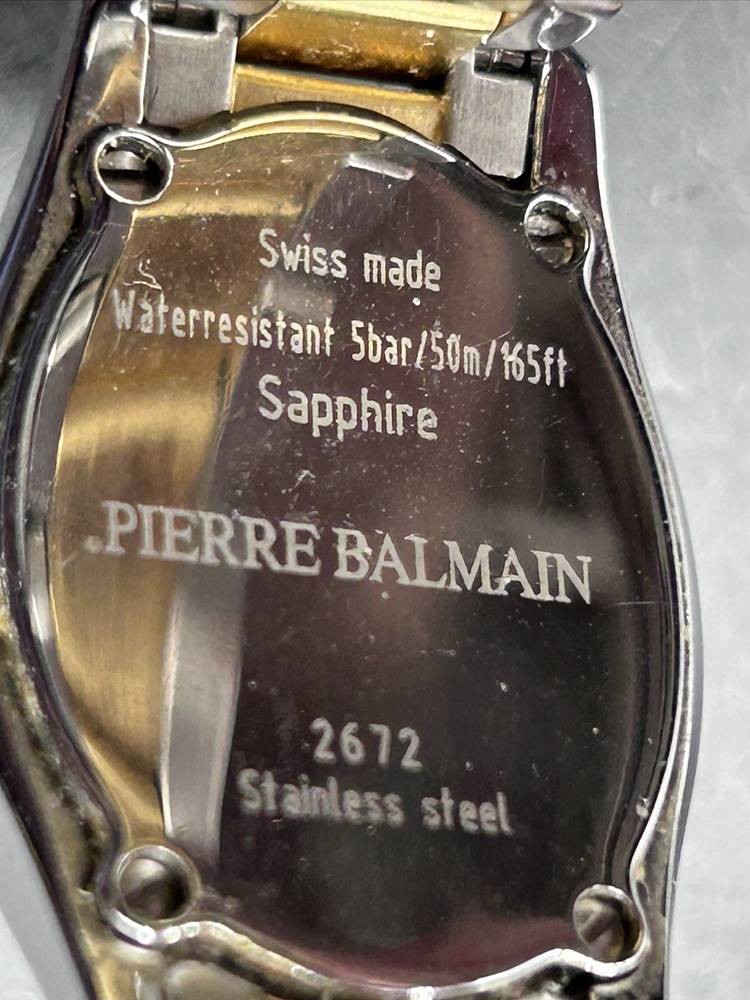 Swiss made
Waterresistant 5bar/50m/165ft
Sapphire
PIERRE BALMAIN
2672
Stainless steel